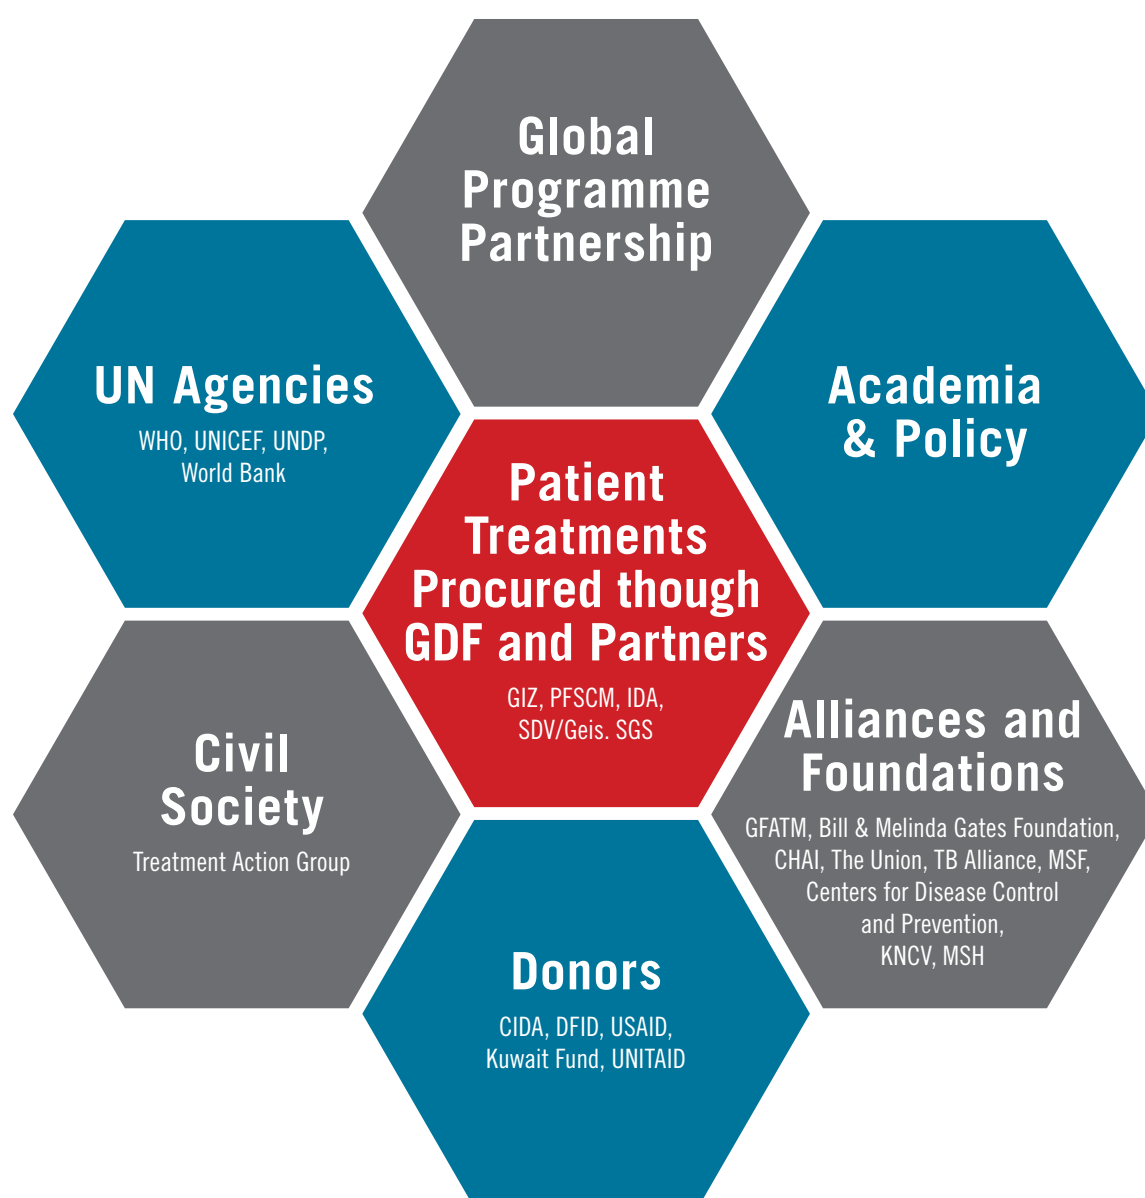 Global
Programme
Partnership
UN Agencies
WHO, UNICEF, UNDP,
World Bank
Academia
& Policy
Patient
Treatments
Procured though
GDF and Partners
GIZ, PFSCM, IDA,
SDV/Geis. SGS
Civil
Society
Treatment Action Group
Alliances and
Foundations
GFATM, Bill & Melinda Gates Foundation,
CHAI, The Union, TB Alliance, MSF,
Centers for Disease Control
and Prevention,
KNCV, MSH
Donors
CIDA, DFID, USAID,
Kuwait Fund, UNITAID